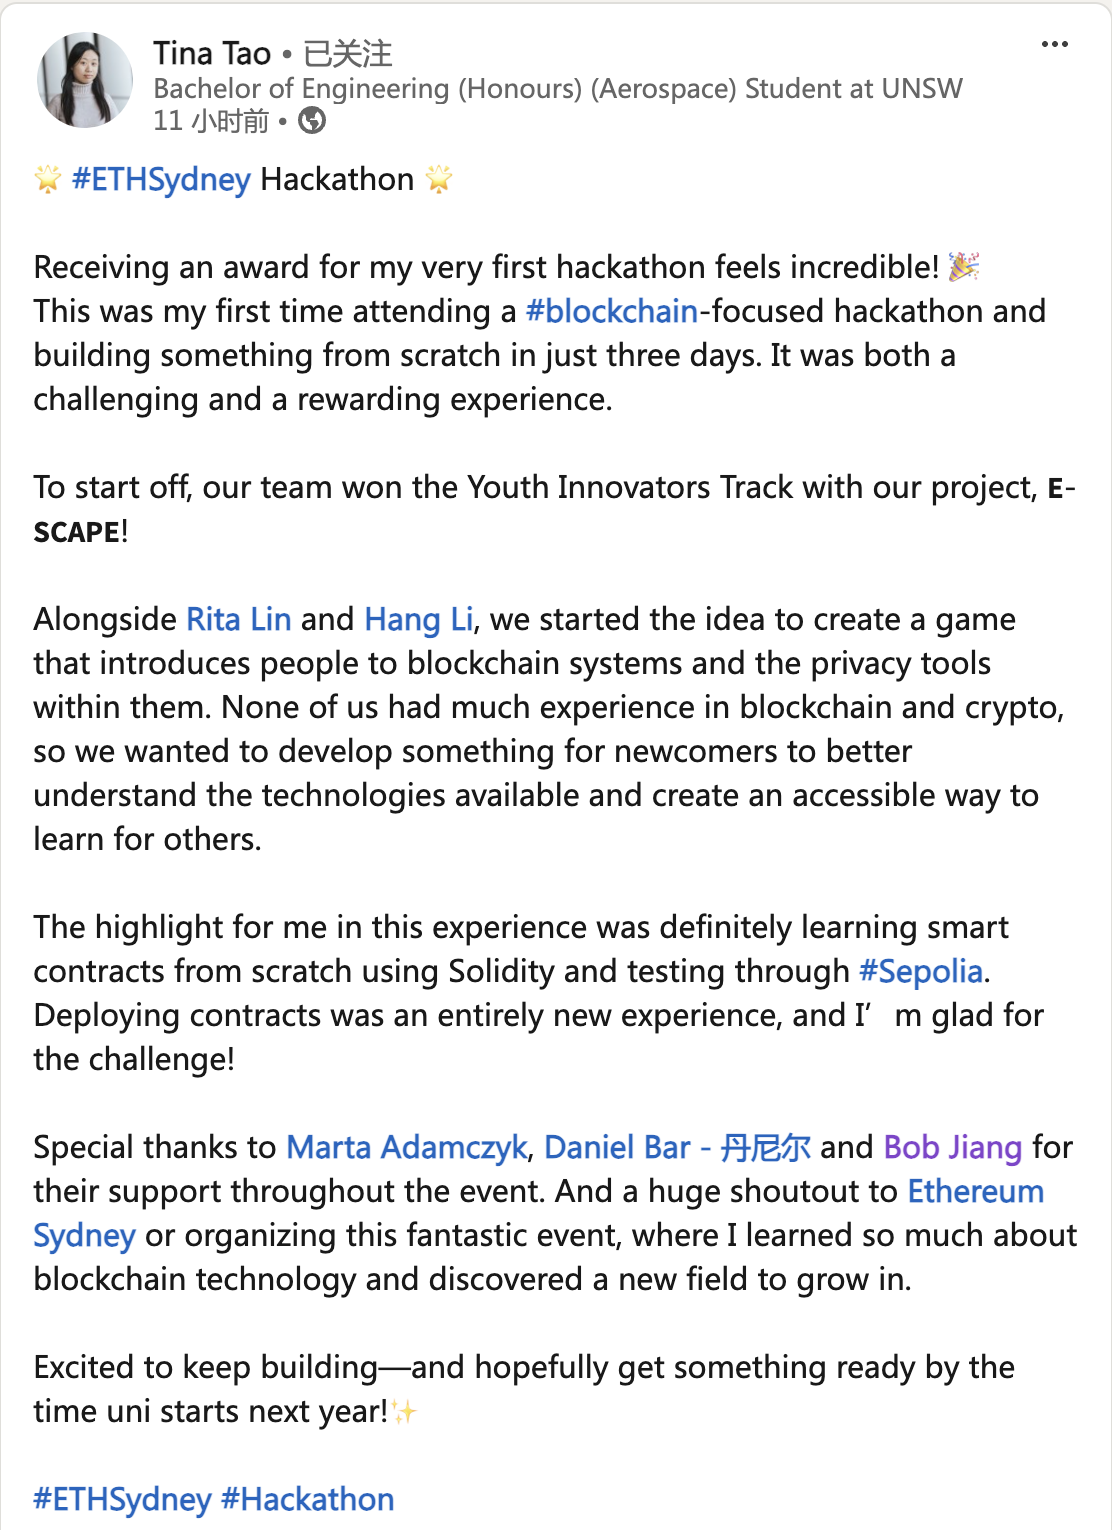 Tina Tao • 已关注
Bachelor of Engineering (Honours) (Aerospace) Student at UNSW
11 小时前 •
🌟 #ETHSydney Hackathon 🌟
Receiving an award for my very first hackathon feels incredible! 🎉
This was my first time attending a #blockchain-focused hackathon and
building something from scratch in just three days. It was both a
challenging and a rewarding experience.
To start off, our team won the Youth Innovators Track with our project, E-
SCAPE!
Alongside Rita Lin and Hang Li, we started the idea to create a game
that introduces people to blockchain systems and the privacy tools
within them. None of us had much experience in blockchain and crypto,
so we wanted to develop something for newcomers to better
understand the technologies available and create an accessible way to
learn for others.
The highlight for me in this experience was definitely learning smart
contracts from scratch using Solidity and testing through #Sepolia.
Deploying contracts was an entirely new experience, and I’m glad for
the challenge!
Special thanks to Marta Adamczyk, Daniel Bar - 丹尼尔 and Bob Jiang for
their support throughout the event. And a huge shoutout to Ethereum
Sydney or organizing this fantastic event, where I learned so much about
blockchain technology and discovered a new field to grow in.
Excited to keep building—and hopefully get something ready by the
time uni starts next year!✨
#ETHSydney #Hackathon